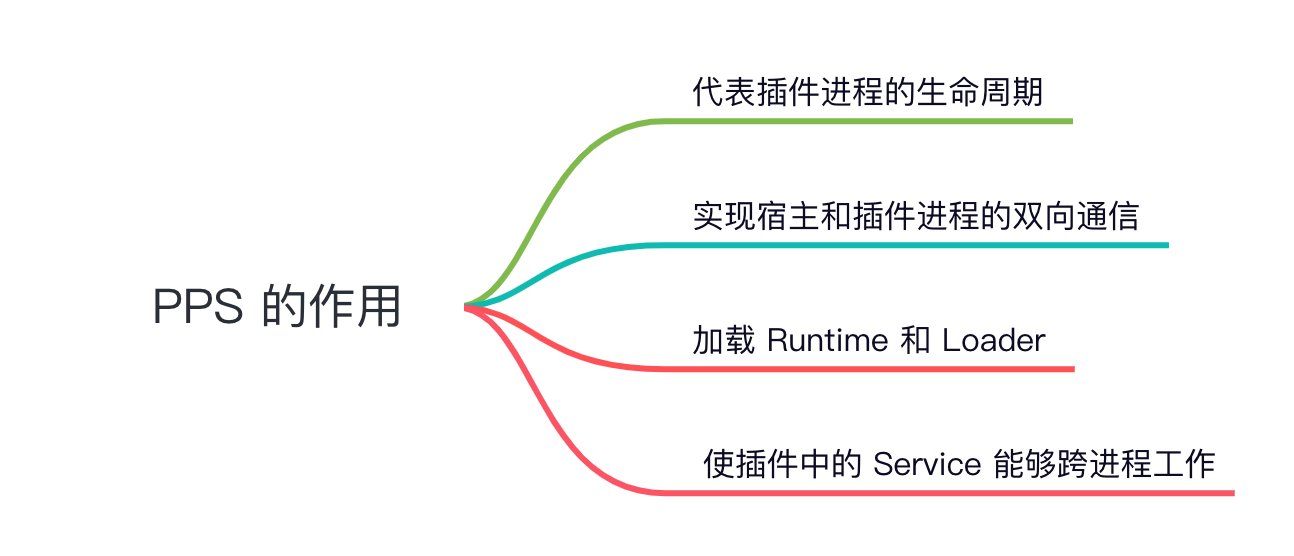 代表插件进程的生命周期
实现宿主和插件进程的双向通信
PPS 的作用
加载 Runtime 和 Loader
使插件中的 Service 能够跨进程工作